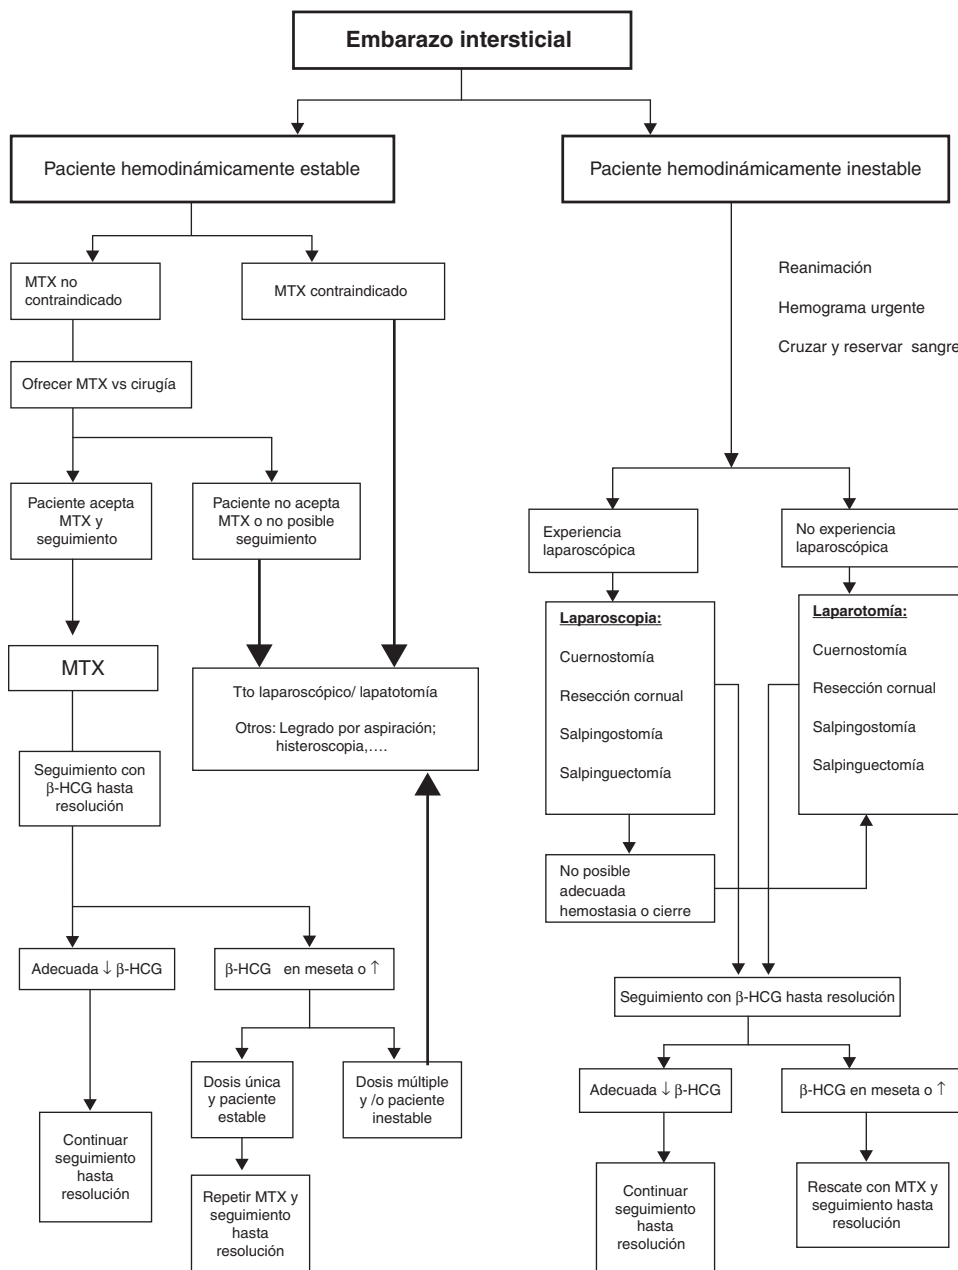 Embarazo intersticial
Paciente hemodinámicamente estable
Paciente hemodinámicamente inestable
MTX no
contraindicado
MTX contraindicado
Reanimación
Hemograma urgente
Cruzar y reservar sangre
Ofrecer MTX vs cirugía
Paciente acepta
MTX y
seguimiento
Paciente no acepta
MTX o no posible
seguimiento
Experiencia
laparoscópica
No experiencia
laparoscópica
MTX
Tto laparoscópico/ lapatotomía
Otros: Legrado por aspiración;
histeroscopia,....
Laparoscopia:
Cuernostomía
Resección cornual
Salpingostomía
Salpinguectomía
Laparotomía:
Cuernostomía
Resección cornual
Salpingostomía
Salpinguectomía
Seguimiento con
β-HCG hasta
resolución
No posible
adecuada
hemostasia o cierre
Adecuada ↓ β-HCG
β-HCG en meseta o ↑
Seguimiento con β-HCG hasta resolución
Dosis única
y paciente
estable
Dosis múltiple
y /o paciente
inestable
Adecuada ↓ β-HCG
β-HCG en meseta o ↑
Continuar
seguimiento
hasta
resolución
Repetir MTX y
seguimiento
hasta
resolución
Continuar
seguimiento
hasta
resolución
Rescate con MTX y
seguimiento hasta
resolución